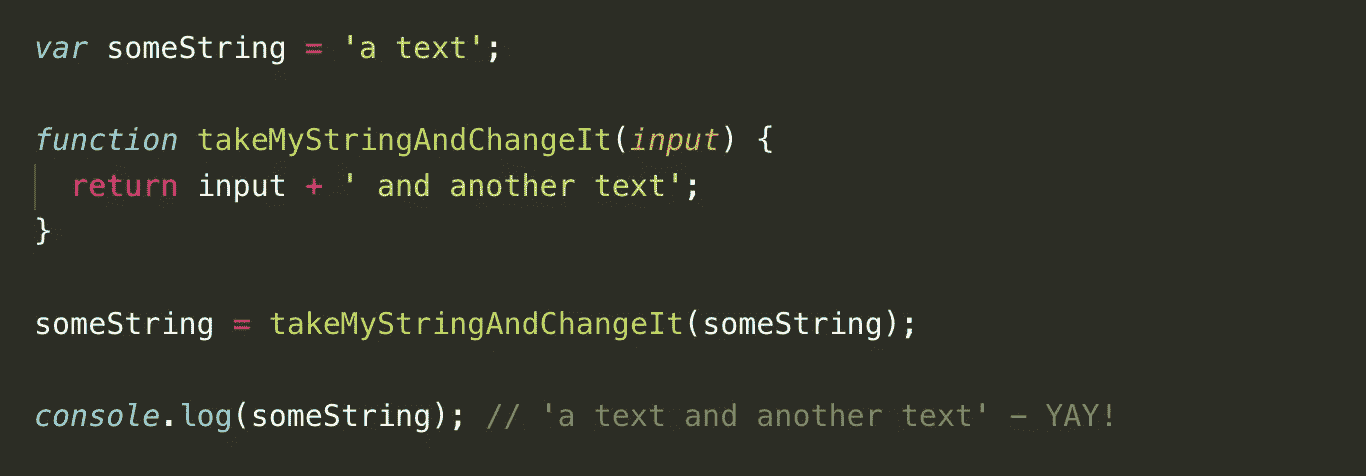 var someString = 'a text';
function takeMyStringAndChangeIt(input) {
  return input + ' and another text';
}
someString = takeMyStringAndChangeIt(someString);
console.log(someString); // 'a text and another text' – YAY!